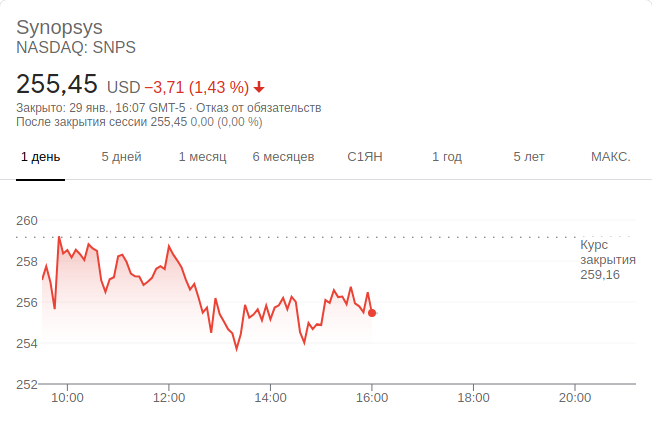 Synopsys
NASDAQ: SNPS
255,45 USD −3,71 (1,43 %)
Закрыто: 29 янв., 16:07 GMT-5 · Отказ от обязательств
После закрытия сессии 255,45 0,00 (0,00 %)
1 день 5 дней 1 месяц 6 месяцев С1ЯН 1 год 5 лет МАКС.
260
Курс
закрытия
258
259,16
256
254
252
10:00 12:00 14:00 16:00 18:00 20:00